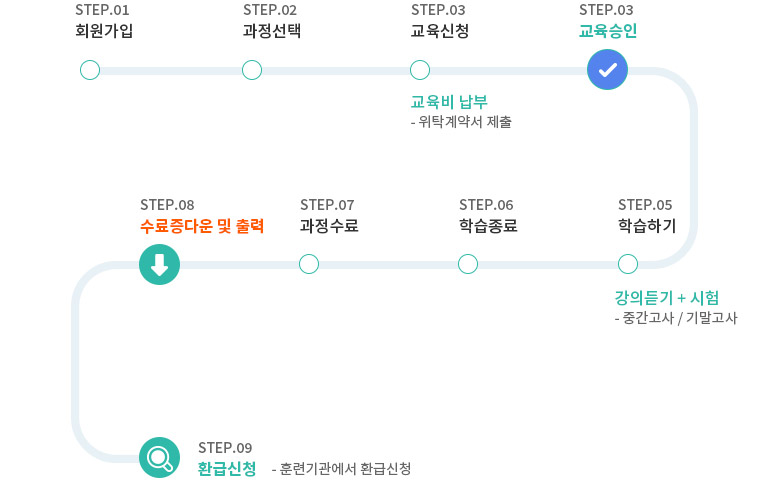 STEP.01
회원가입
STEP.02
과정선택
STEP.03
교육신청
교육비 납부
- 위탁계약서 제출
STEP.03
교육승인
STEP.08
수료증다운 및 출력
STEP.07
과정수료
STEP.06
학습종료
STEP.05
학습하기
강의듣기 + 시험
- 중간고사 / 기말고사
STEP.09
환급신청 - 훈련기관에서 환급신청